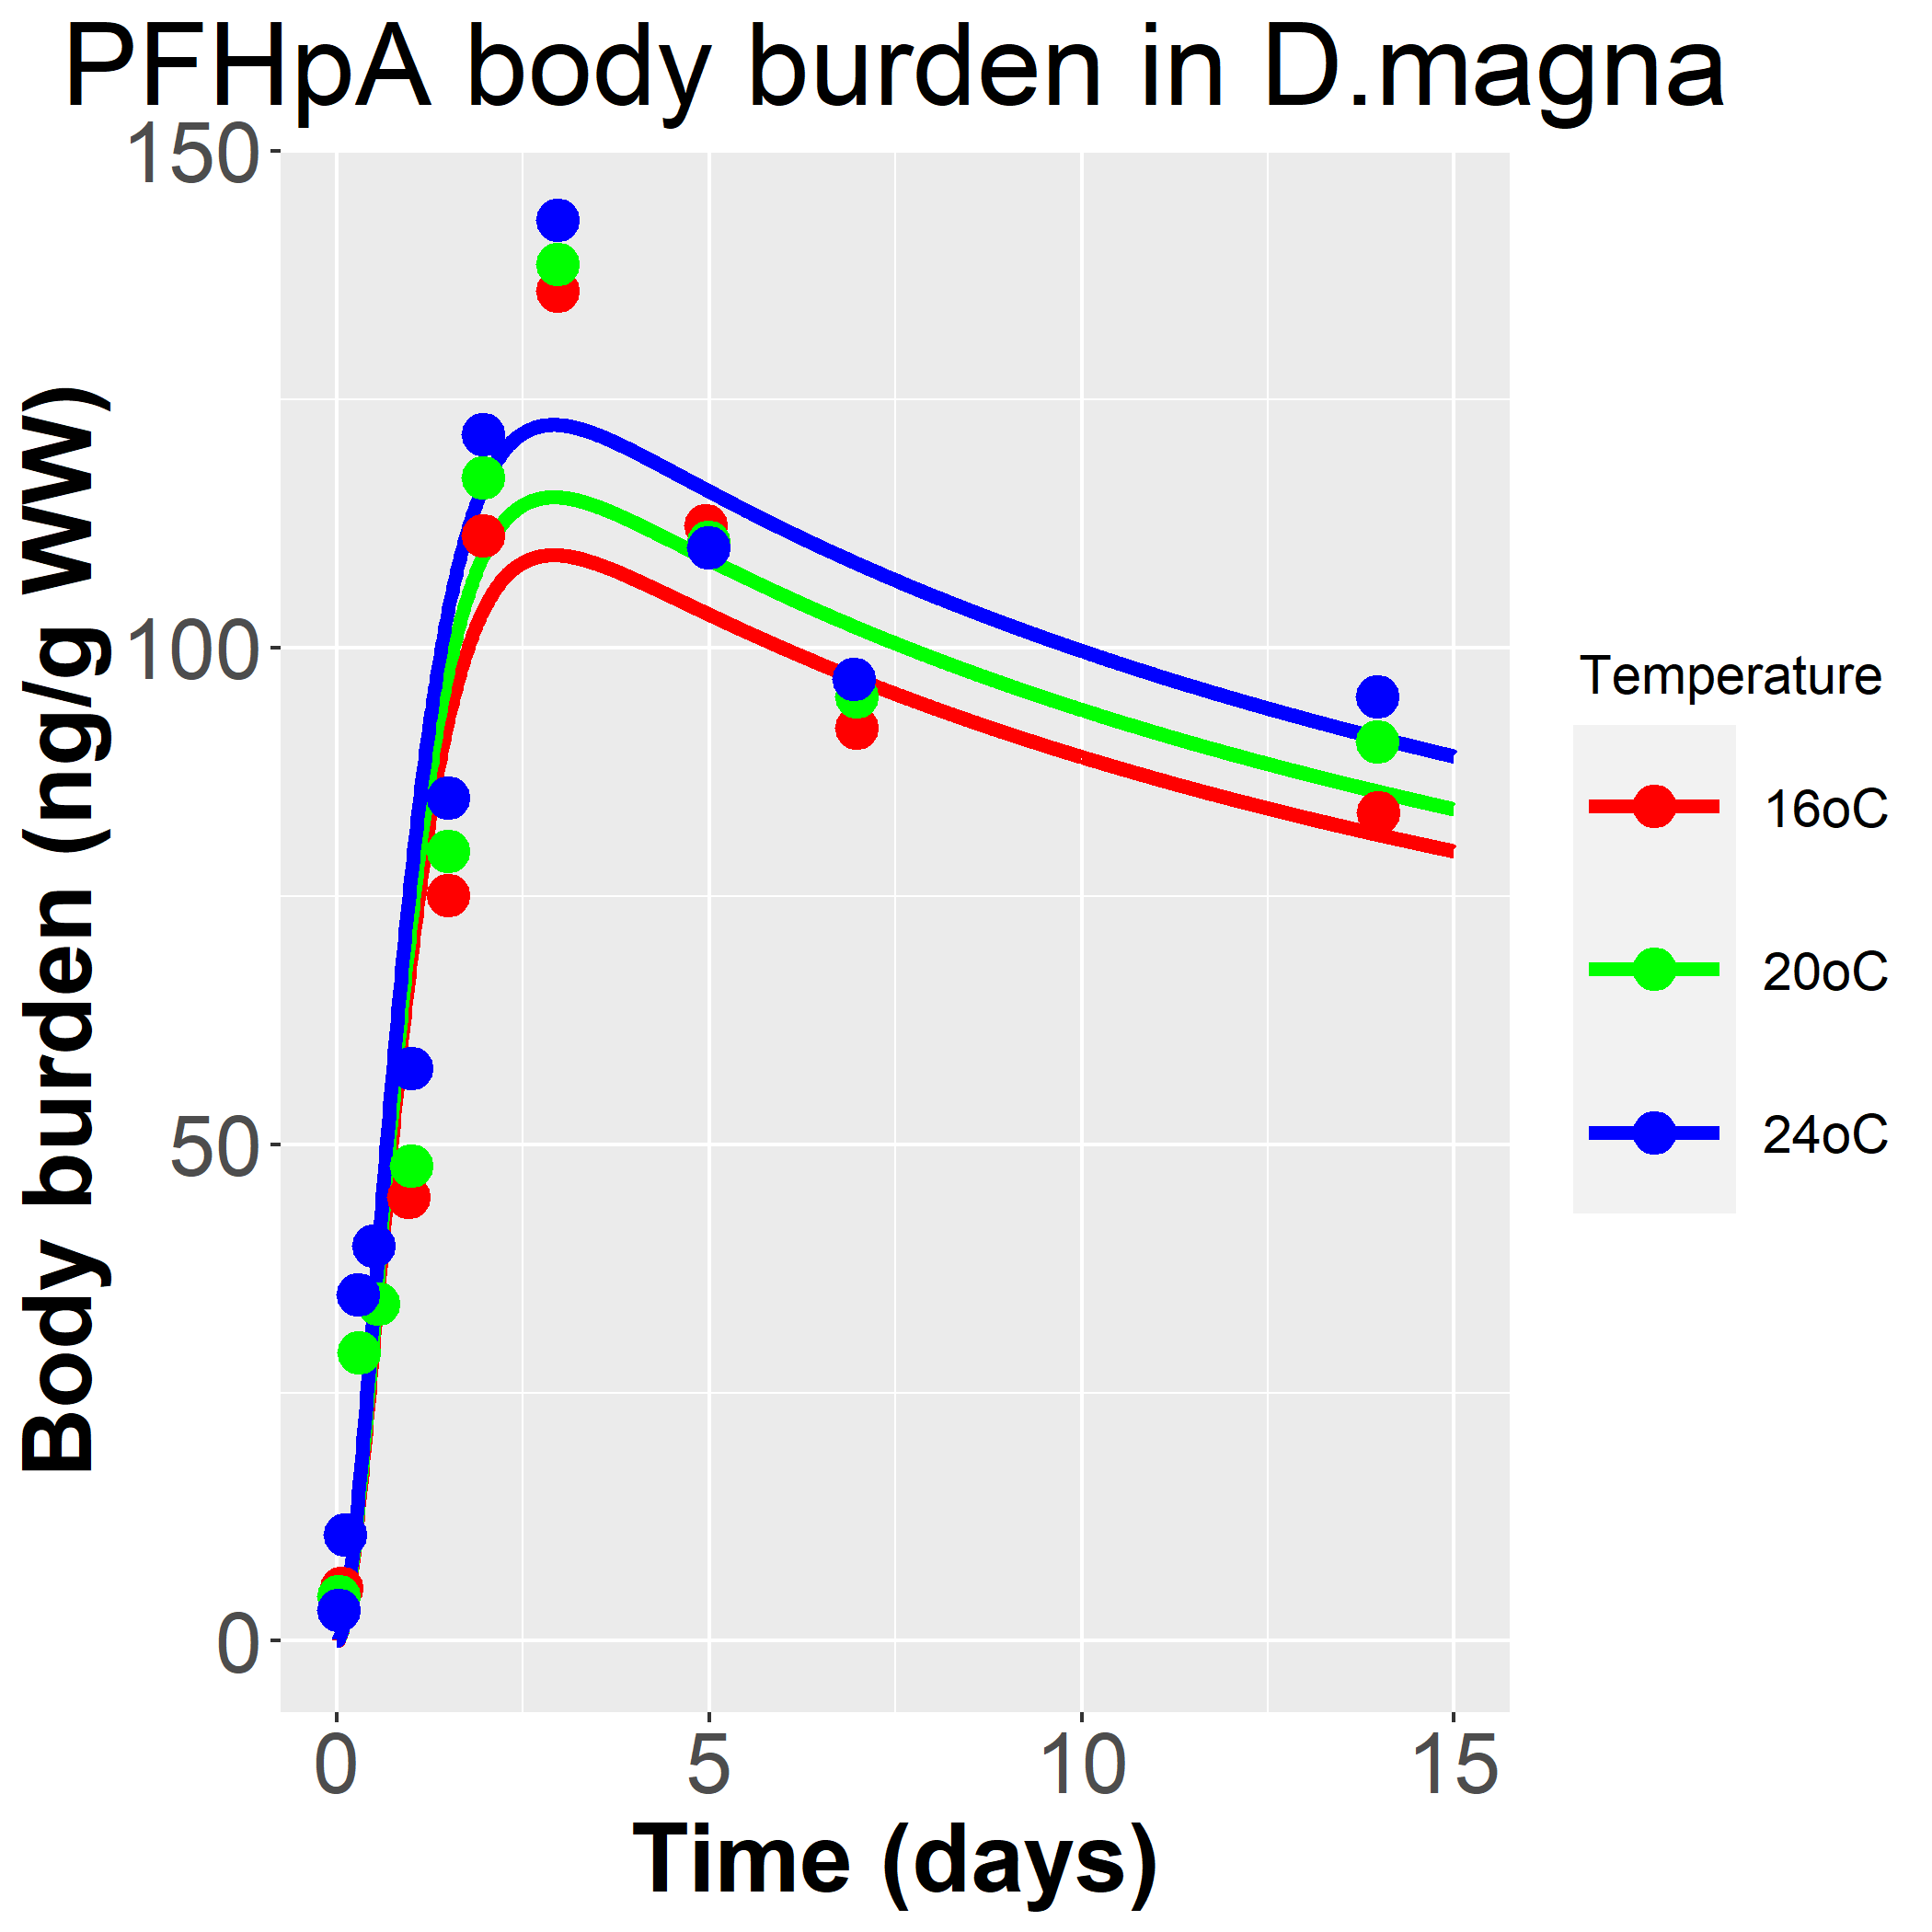 PFHpA body burden in D.magna
150
100
50
0
Body burden (ng/g WW)
0 5 10 15
Time (days)
Temperature
16oC
20oC
24oC